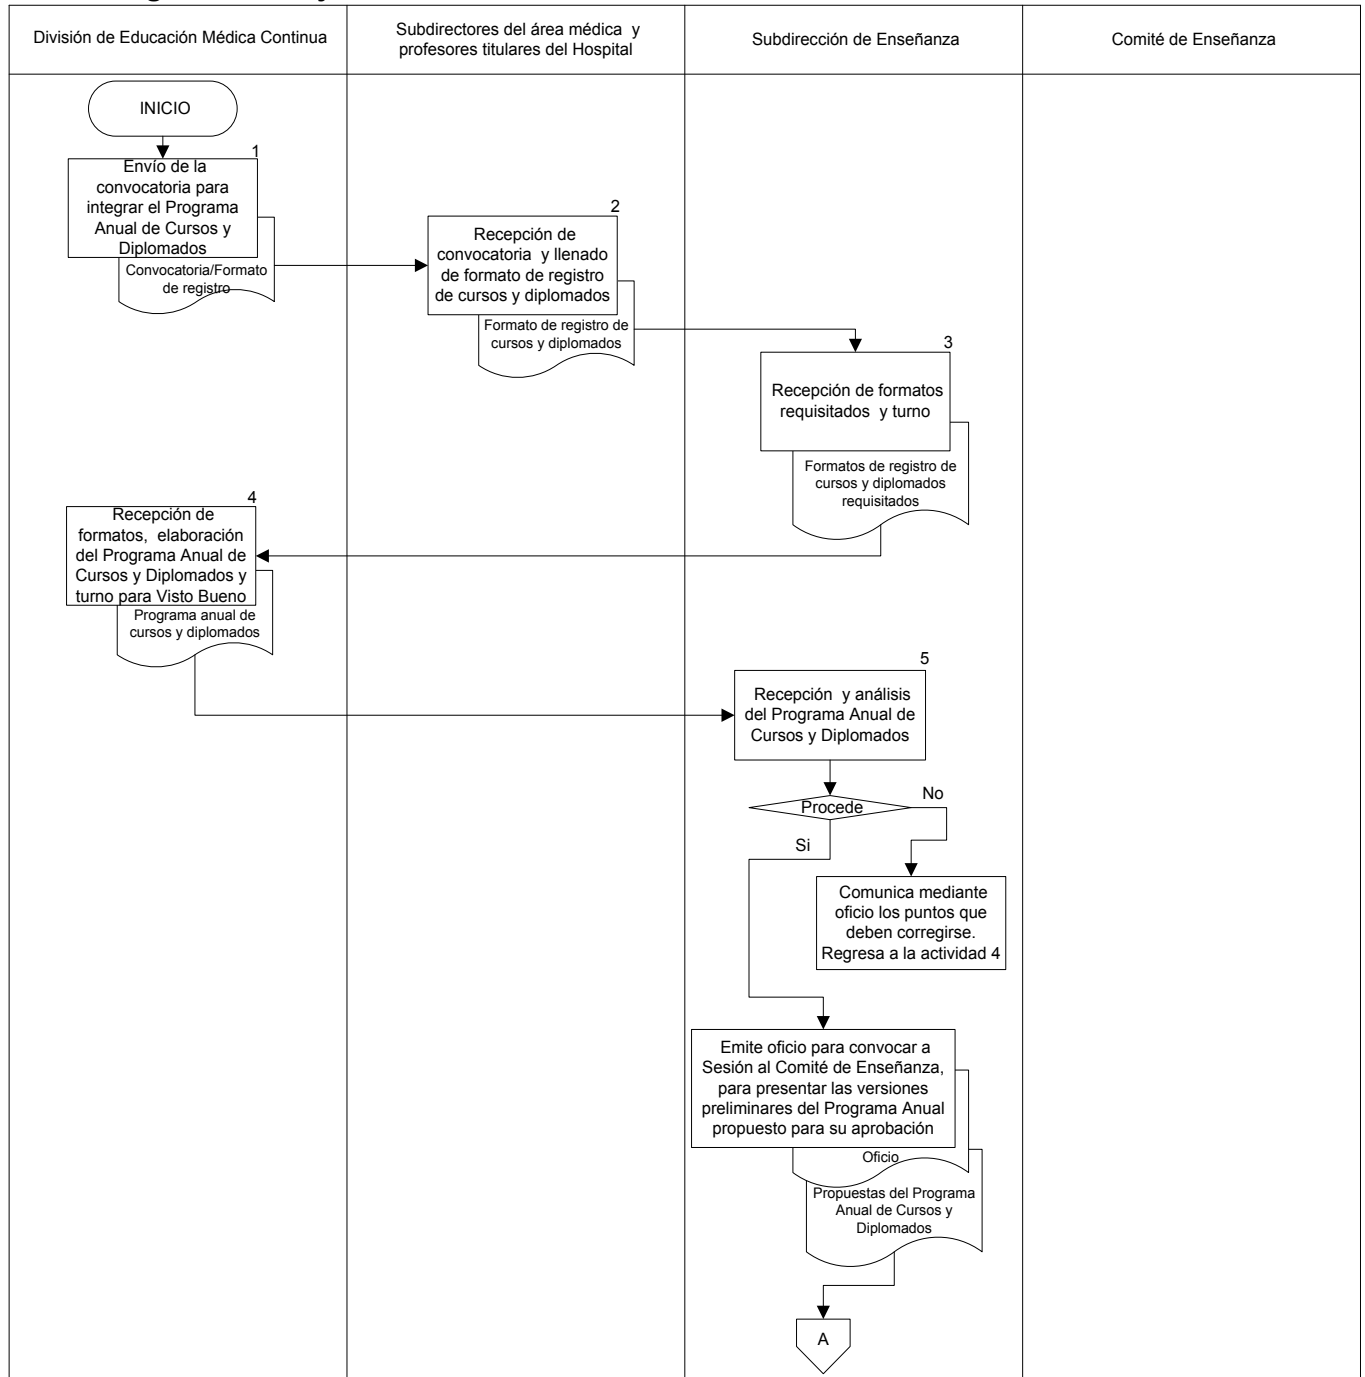 División de Educación Médica Continua
Subdirectores del área médica y
profesores titulares del Hospital
Subdirección de Enseñanza
Comité de Enseñanza
INICIO
1
Envío de la
convocatoria para
integrar el Programa
Anual de Cursos y
Diplomados
Convocatoria/Formato
de registro
2
Recepción de
convocatoria y llenado
de formato de registro
de cursos y diplomados
Formato de registro de
cursos y diplomados
3
Recepción de formatos
requisitados y turno
Formatos de registro de
cursos y diplomados
requisitados
4
Recepción de
formatos, elaboración
del Programa Anual de
Cursos y Diplomados y
turno para Visto Bueno
Programa anual de
cursos y diplomados
5
Recepción y análisis
del Programa Anual de
Cursos y Diplomados
Procede
No
Si
Comunica mediante
oficio los puntos que
deben corregirse.
Regresa a la actividad 4
Emite oficio para convocar a
Sesión al Comité de Enseñanza,
para presentar las versiones
preliminares del Programa Anual
propuesto para su aprobación
Oficio
Propuestas del Programa
Anual de Cursos y
Diplomados
A